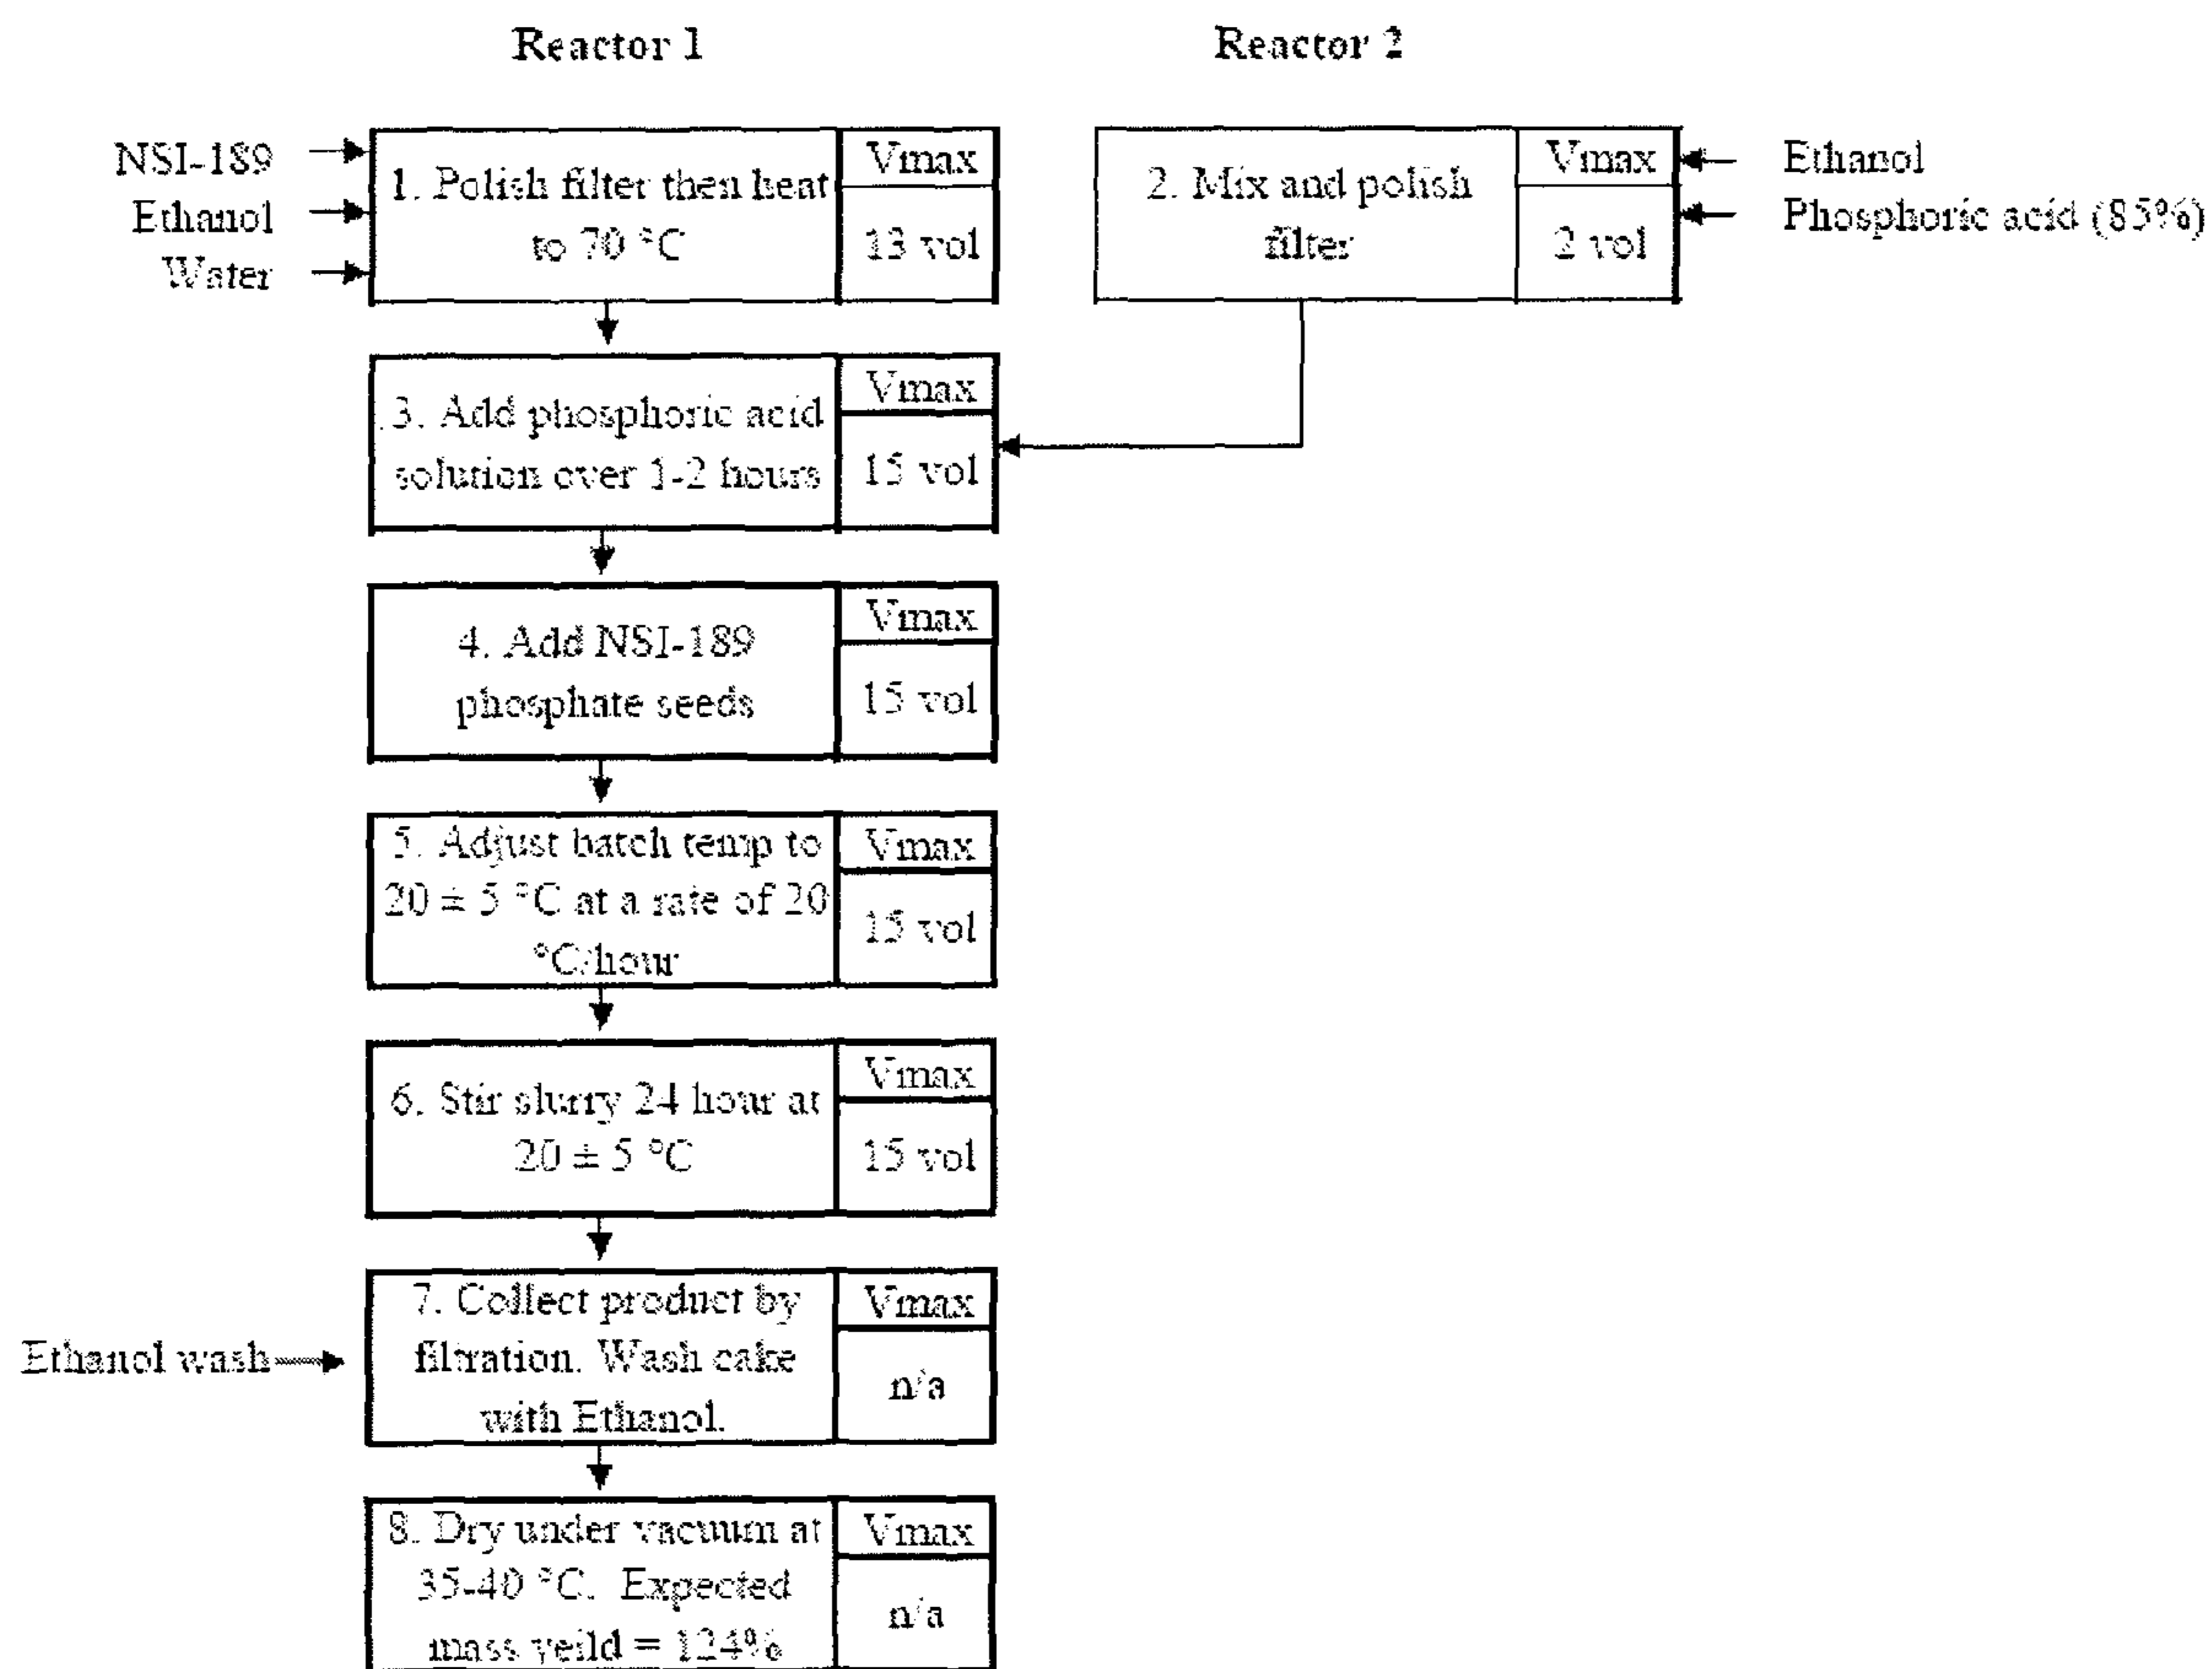 Reactor 1
Reactor 2
NSI-189
Ethanol
Water
1. Polish filter then heat
to 70 °C
Vmax
13 vol
2. Mix and polish
filter
Vmax
2 vol
Ethanol
Phosphoric acid (85%)
3. Add phosphoric acid
solution over 1-2 hours
Vmax
15 vol
4. Add NSI-189
phosphate seeds
Vmax
15 vol
5. Adjust batch temp to
20 ± 5 °C at a rate of 20
°C/hour
Vmax
15 vol
6. Stir slurry 24 hour at
20 ± 5 °C
Vmax
15 vol
Ethanol wash
7. Collect product by
filtration. Wash cake
with Ethanol.
Vmax
n/a
8. Dry under vacuum at
35-40 °C. Expected
mass yeild = 124%
Vmax
n/a